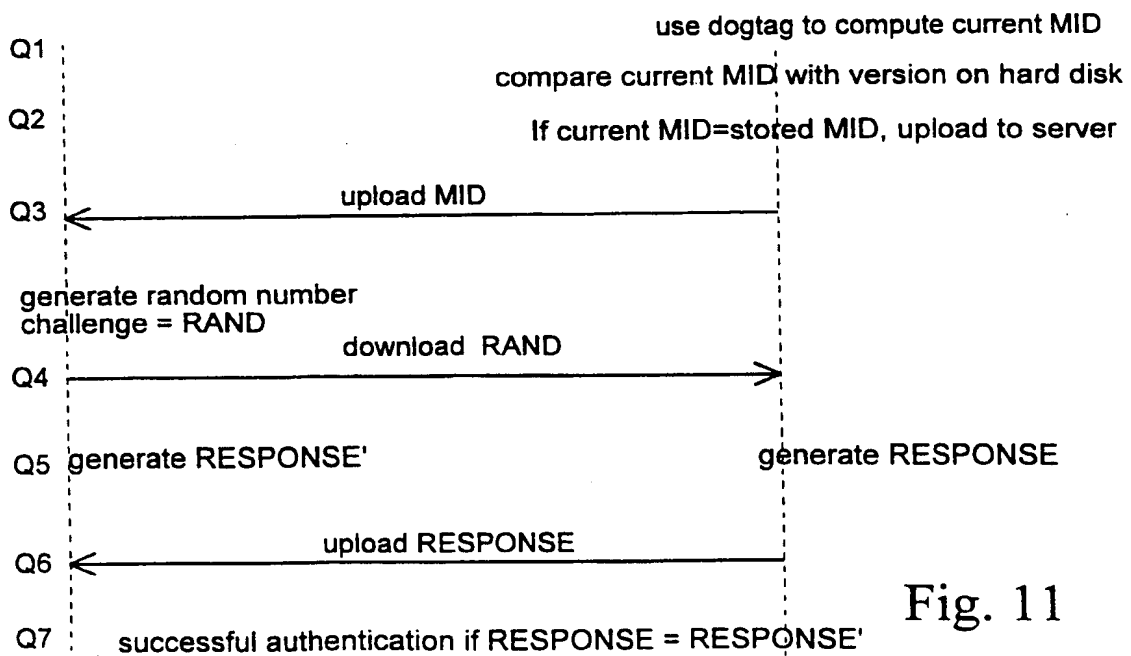 use dogtag to compute current MID
Q1
compare current MID with version on hard disk
Q2
If current MID=stored MID, upload to server
upload MID
Q3
generate random number
challenge = RAND
download RAND
Q4
Q5 generate RESPONSE' generate RESPONSE
upload RESPONSE
Q6
Fig. 11
Q7 successful authentication if RESPONSE = RESPONSE'